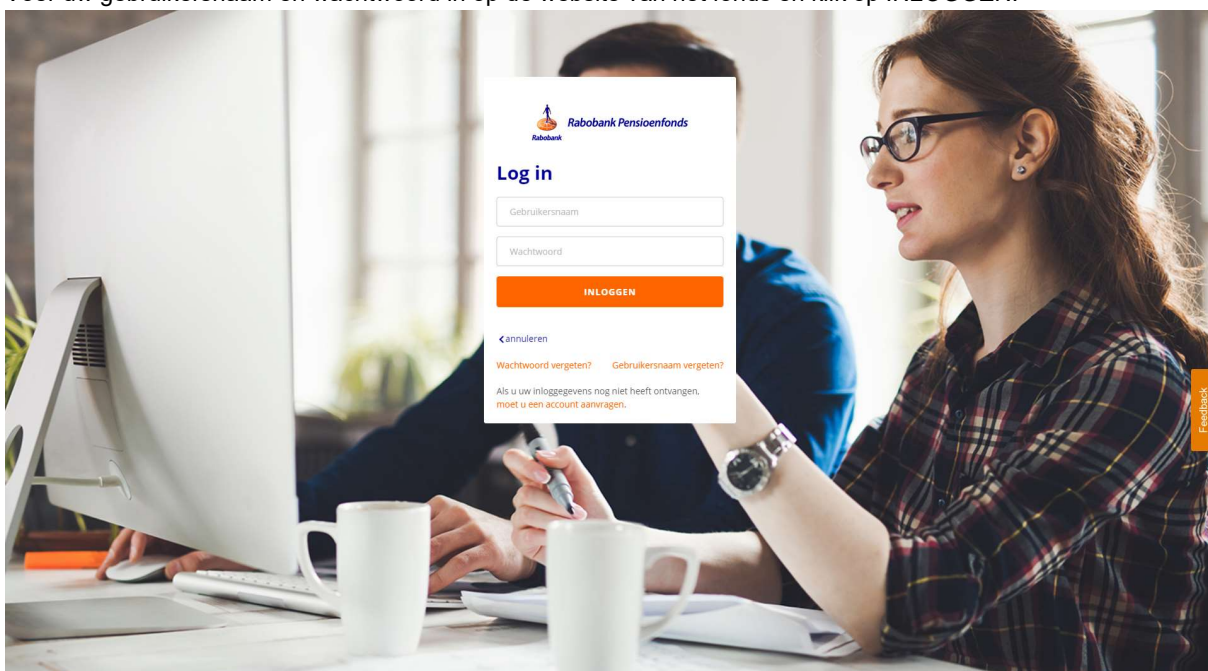 Rabobank
Rabobank Pensioenfonds
Log in
Gebruikersnaam
Wachtwoord
INLOGGEN
annuleren
Wachtwoord vergeten? Gebruikersnaam vergeten?
Als u uw inloggegevens nog niet heeft ontvangen,
moet u een account aanvragen.
Feedback